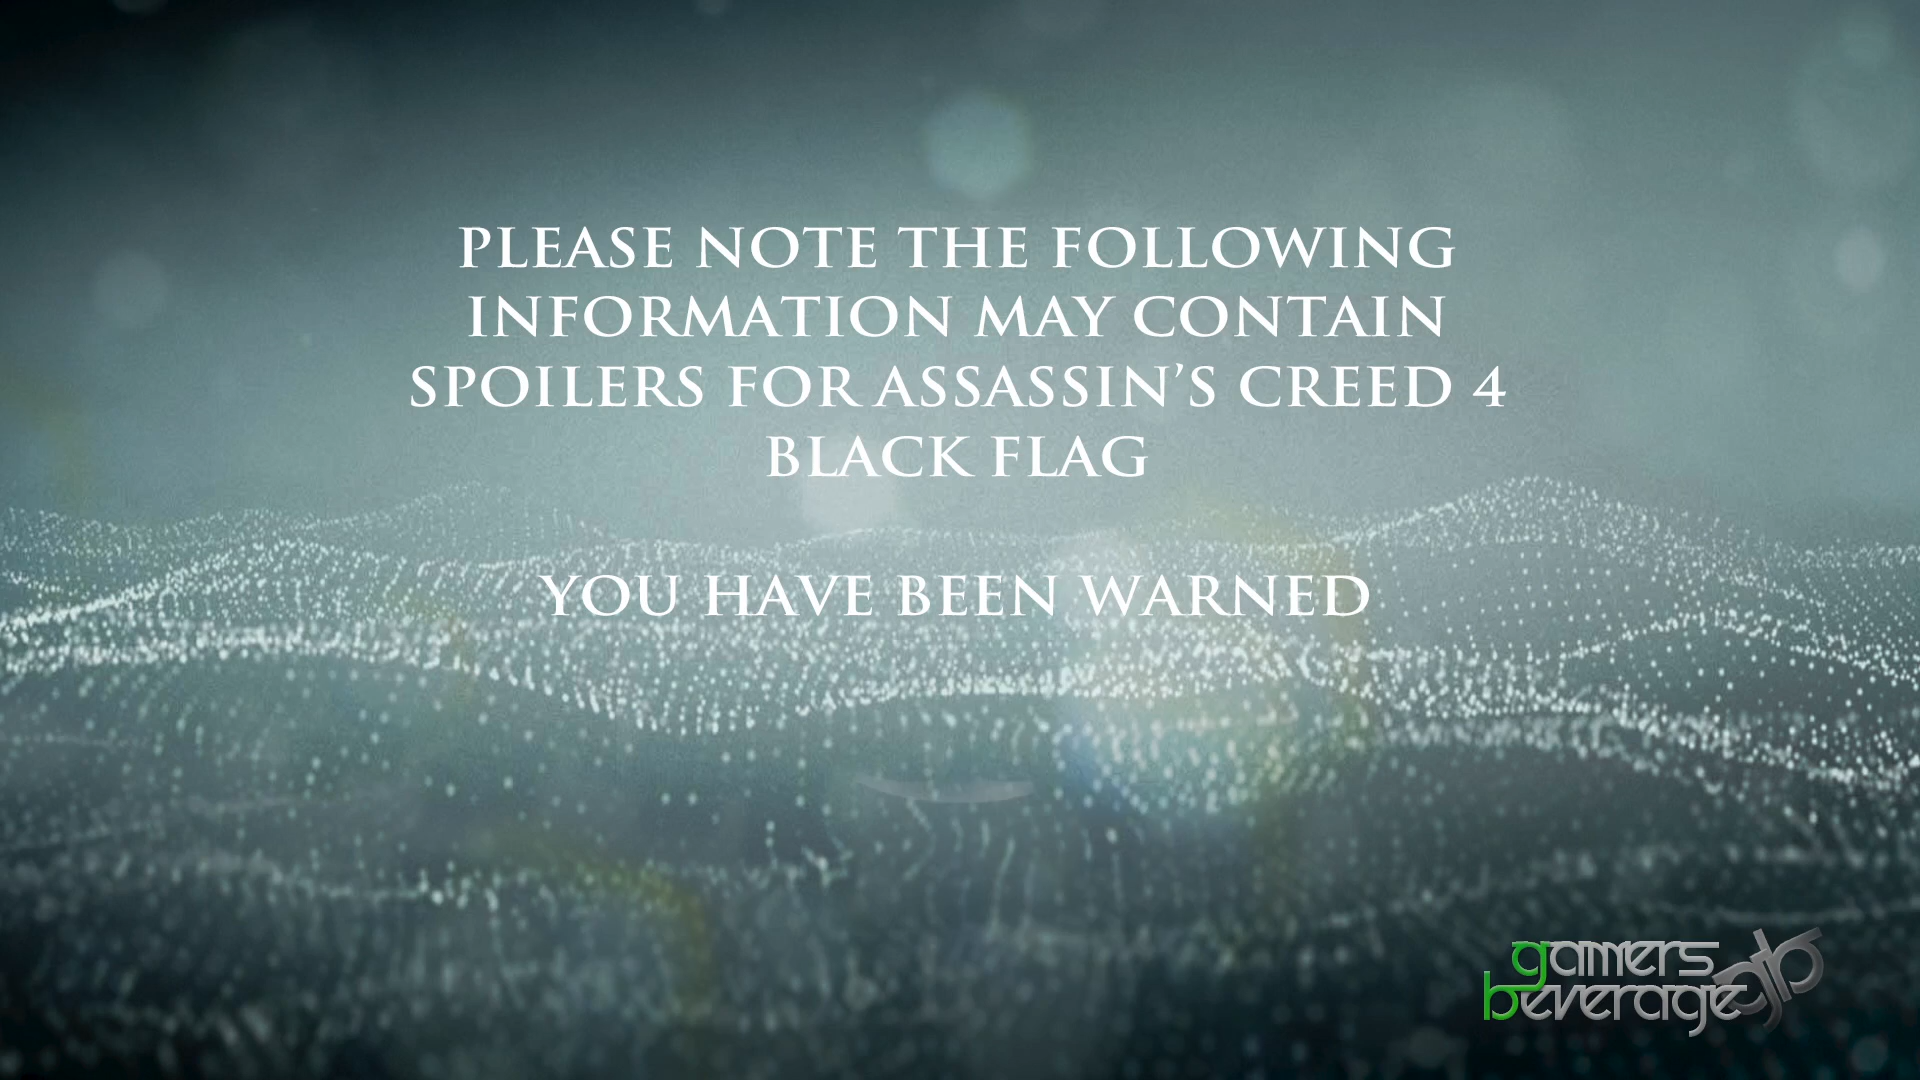 PLEASE NOTE THE FOLLOWING
INFORMATION MAY CONTAIN
SPOILERS FOR ASSASSIN’S CREED 4
BLACK FLAG
YOU HAVE BEEN WARNED
gamers
beverage
gb